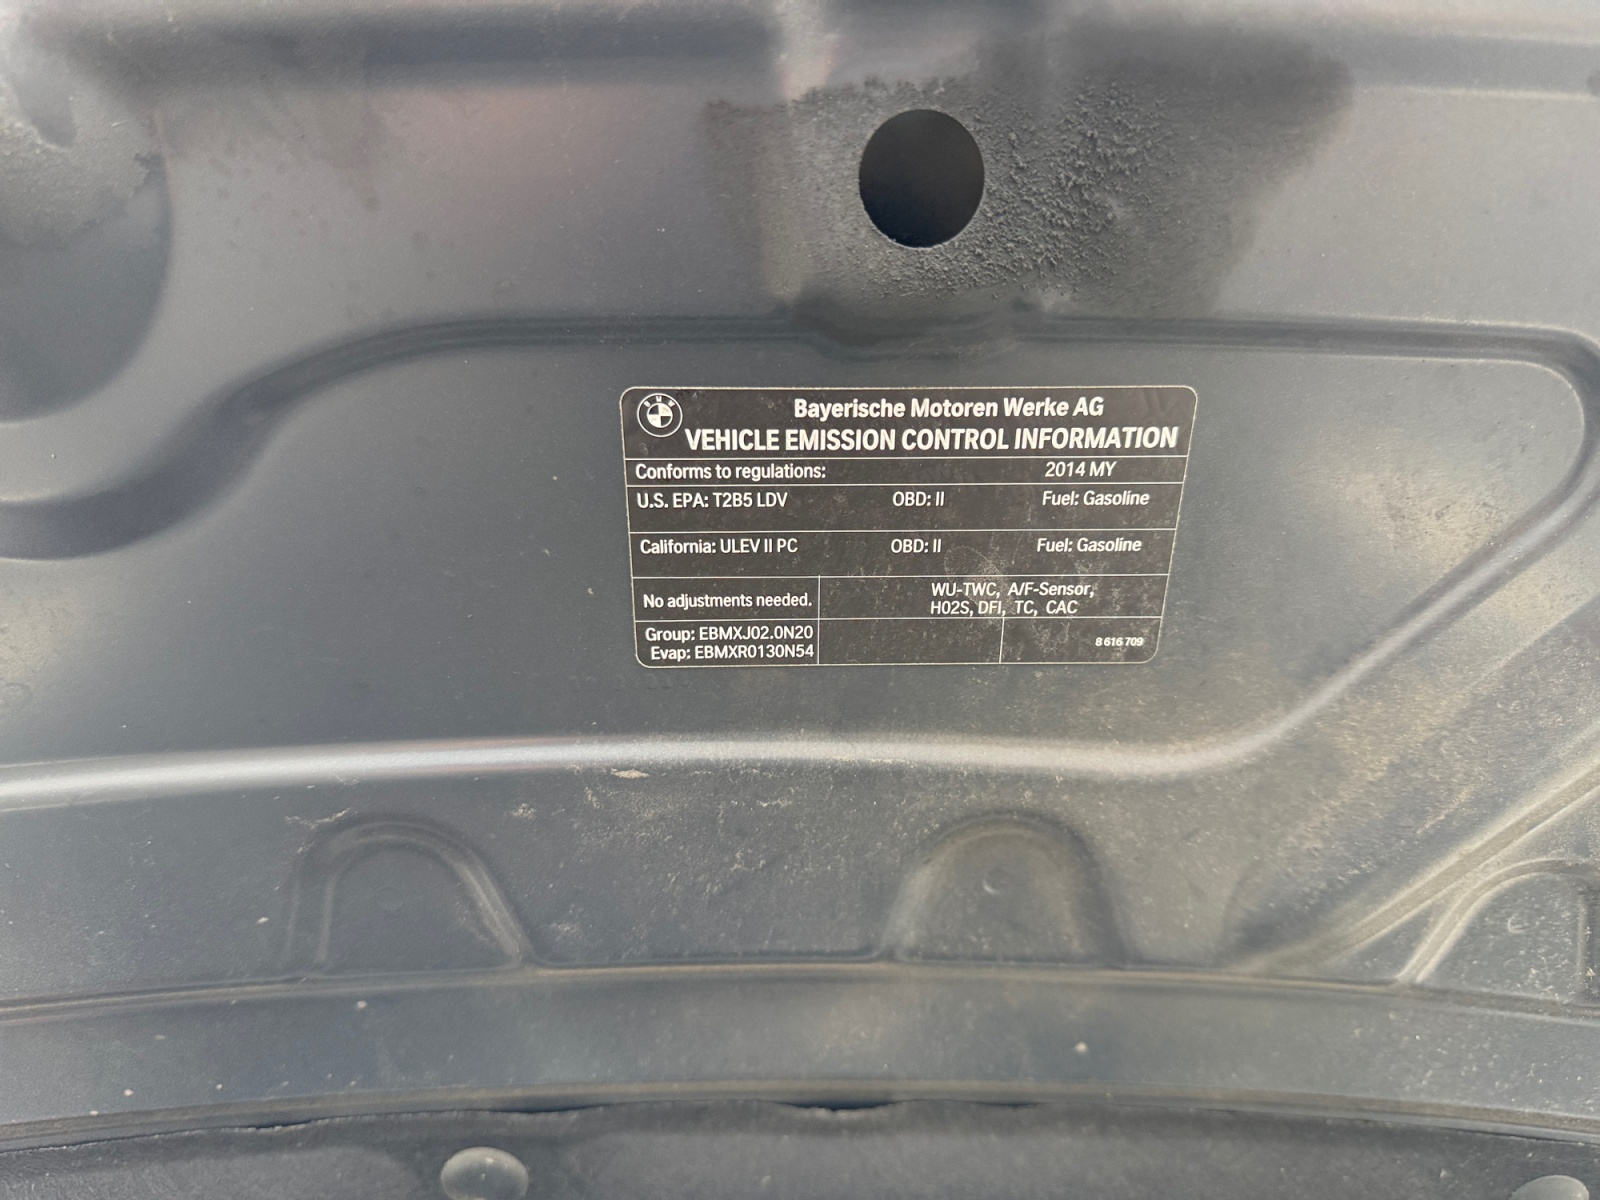 BMW
Bayerische Motoren Werke AG
VEHICLE EMISSION CONTROL INFORMATION
Conforms to regulations: 2014 MY
U.S. EPA: T2B5 LDV OBD: II Fuel: Gasoline
California: ULEV II PC OBD: II Fuel: Gasoline
No adjustments needed.
WU-TWC, A/F-Sensor,
H02S, DFI, TC, CAC
Group: EBMXJ02.0N20
Evap: EBMXR0130N54
8 616 709